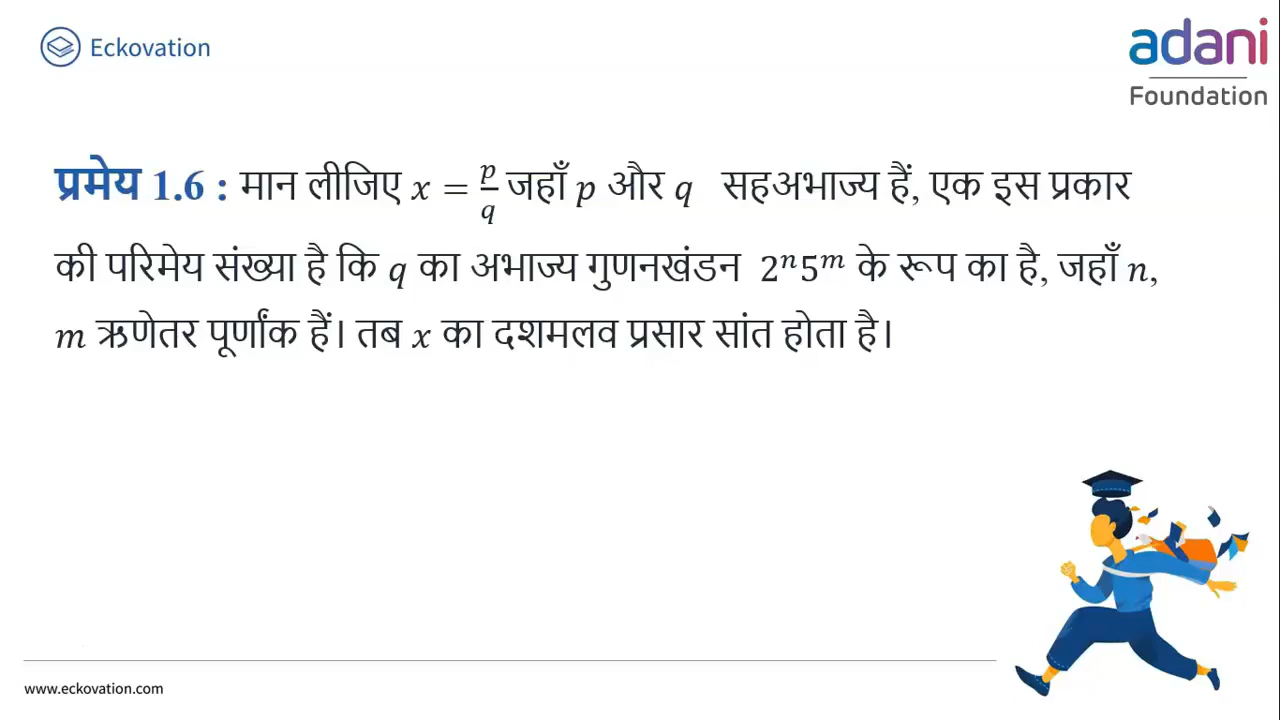 Eckovation
adani
Foundation
प्रमेय 1.6 : मान लीजिए x = p/q जहाँ p और q सहअभाज्य हैं, एक इस प्रकार
की परिमेय संख्या है कि q का अभाज्य गुणनखंडन 2ⁿ5ᵐ के रूप का है, जहाँ n,
m ऋणेतर पूर्णांक हैं। तब x का दशमलव प्रसार सांत होता है।
www.eckovation.com